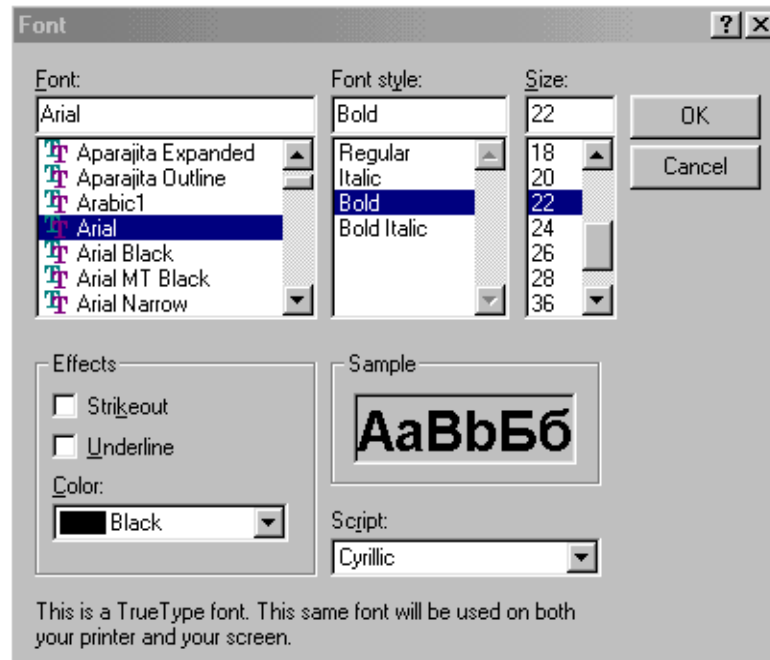 Font
Font:
Font style:
Size:
Arial
Bold
22
OK
Cancel
Aparajita Expanded
Aparajita Outline
Arabic1
Arial
Arial Black
Arial MT Black
Arial Narrow
Regular
Italic
Bold
Bold Italic
18
20
22
24
26
28
36
Effects
Strikeout
Underline
Color:
Black
Sample
AaBbБб
Script:
Cyrillic
This is a TrueType font. This same font will be used on both
your printer and your screen.